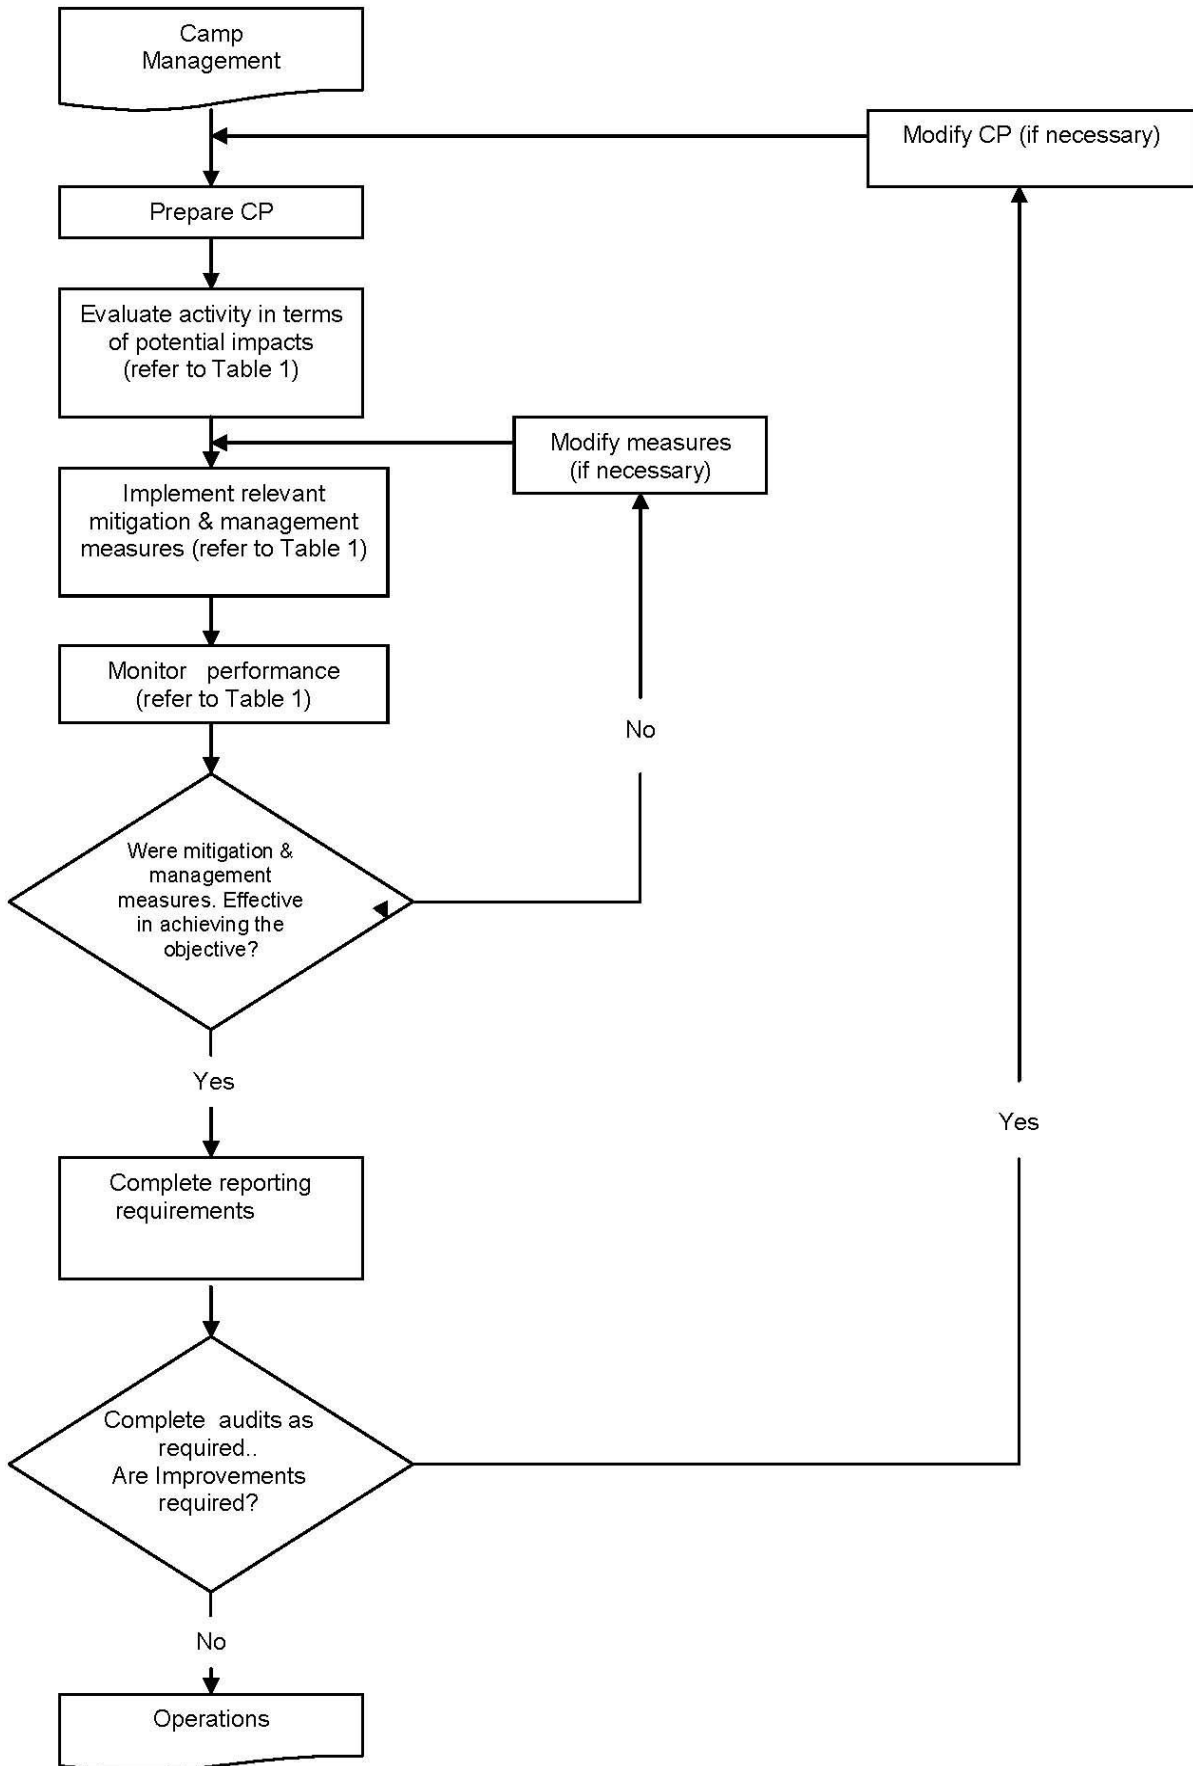 Camp
Management
Modify CP (if necessary)
Prepare CP
Evaluate activity in terms
of potential impacts
(refer to Table 1)
Modify measures
(if necessary)
Implement relevant
mitigation & management
measures (refer to Table 1)
Monitor performance
(refer to Table 1)
No
Were mitigation &
management
measures. Effective
in achieving the
objective?
Yes
Yes
Complete reporting
requirements
Complete audits as
required..
Are Improvements
required?
No
Operations